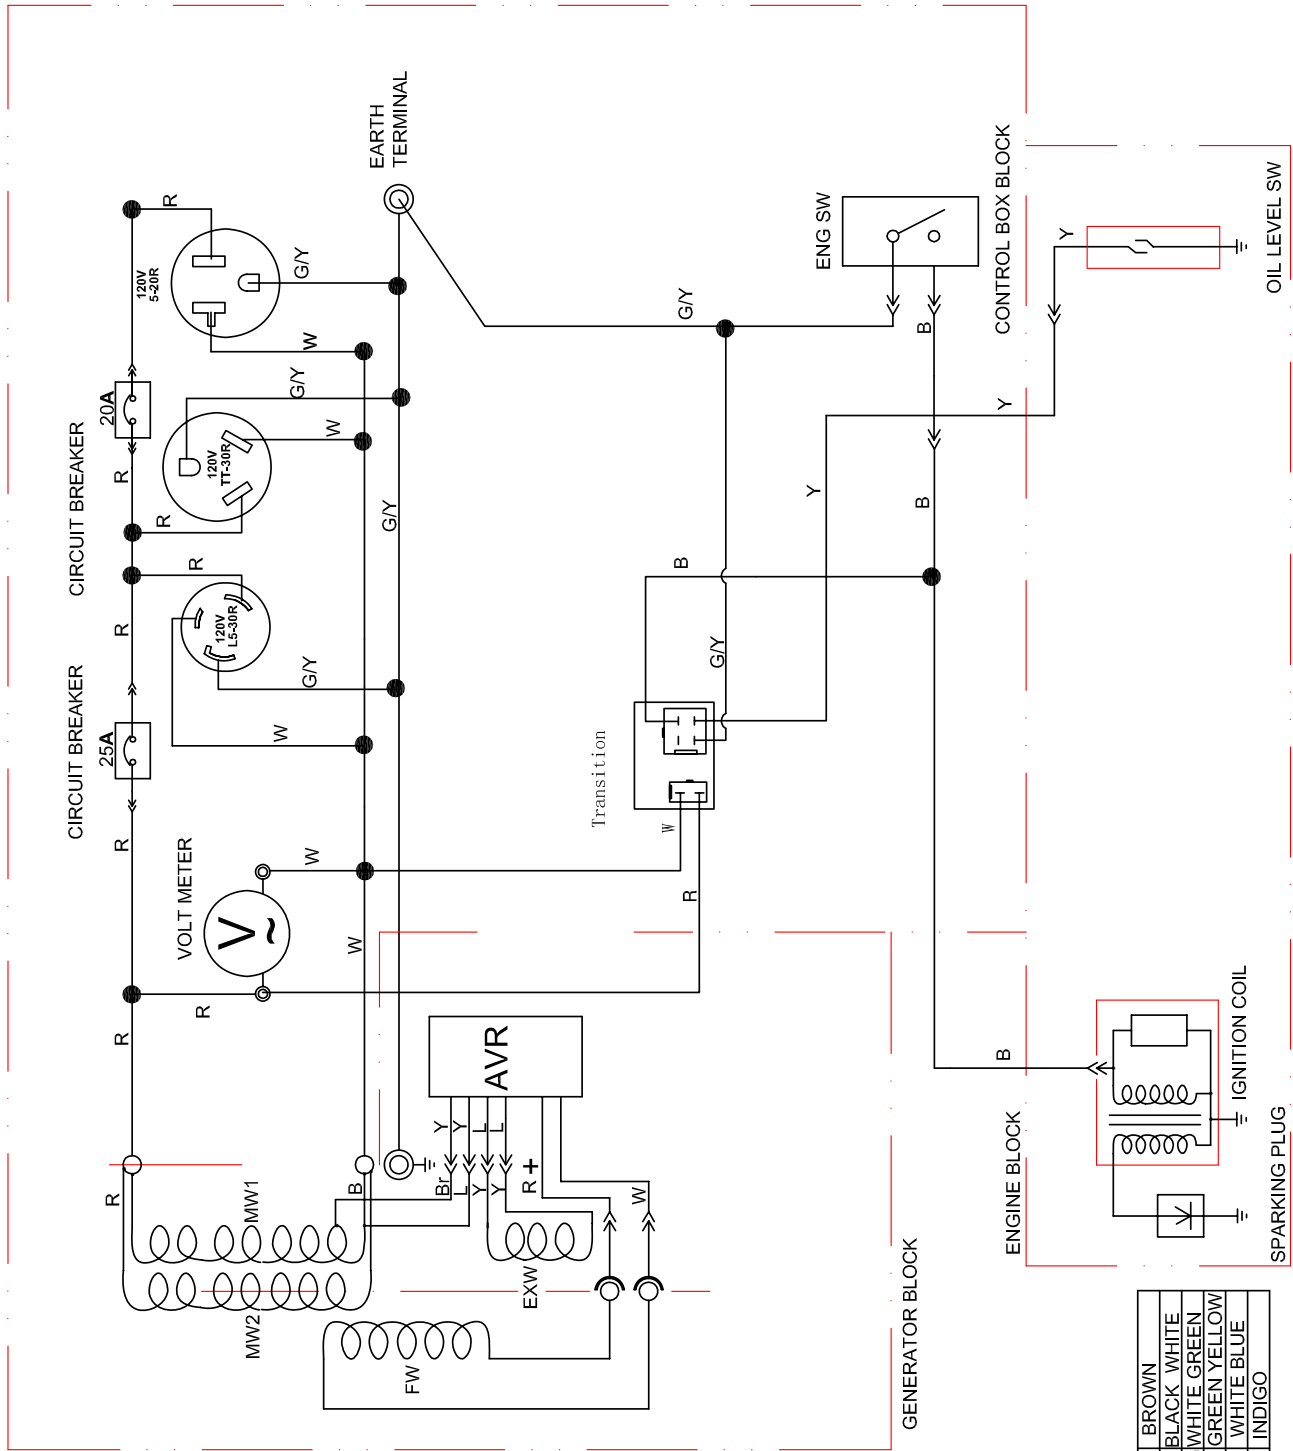 CIRCUIT BREAKER
CIRCUIT BREAKER
25A
20A
R
R
R
R
R
R
R
R
R
VOLT METER
V
~
120V
L5-30R
120V
TT-30R
120V
5-20R
W
W
W
W
W
G/Y
G/Y
G/Y
G/Y
EARTH
TERMINAL
R
MW1
MW2
B
FW
EXW
Br
L
Y
Y
Y
Y
L
L
R +
W
AVR
GENERATOR BLOCK
Transition
W
R
B
G/Y
G/Y
Y
Y
Y
ENG SW
B
B
B
CONTROL BOX BLOCK
ENGINE BLOCK
OIL LEVEL SW
IGNITION COIL
SPARKING PLUG
BROWN
BLACK WHITE
WHITE GREEN
GREEN YELLOW
WHITE BLUE
INDIGO